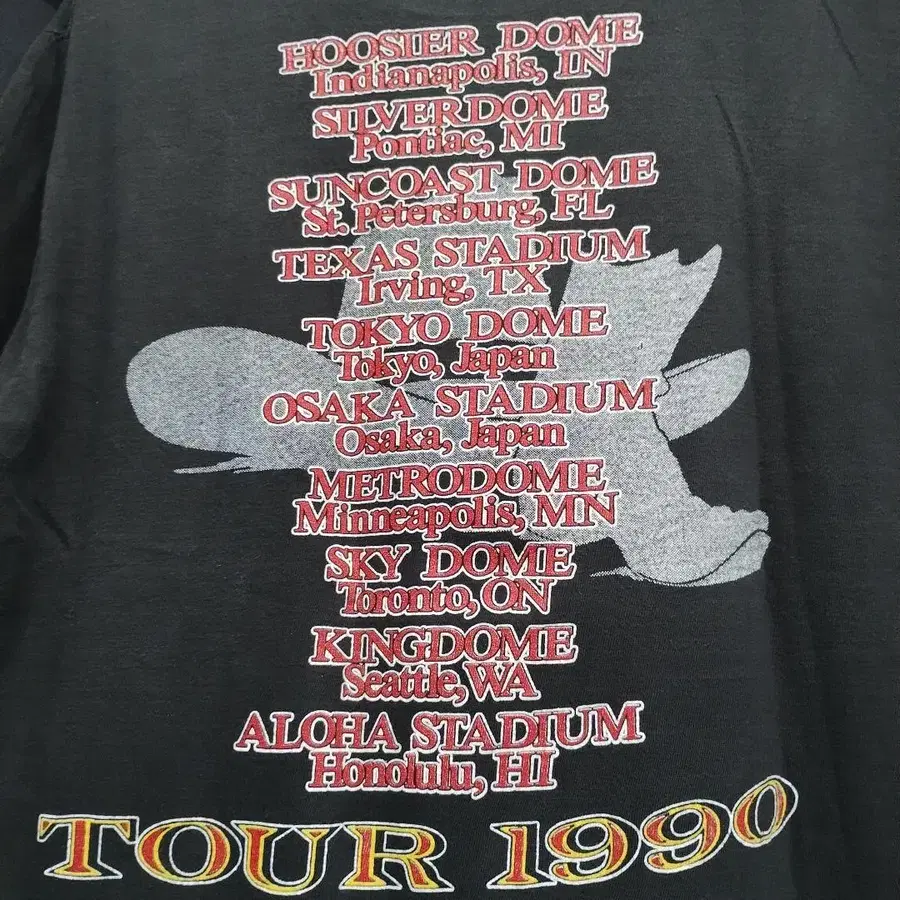 HOOSIER DOME
Indianapolis, IN
SILVERDOME
Pontiac, MI
SUNCOAST DOME
St. Petersburg, FL
TEXAS STADIUM
Irving, TX
TOKYO DOME
Tokyo, Japan
OSAKA STADIUM
Osaka, Japan
METRODOME
Minneapolis, MN
SKY DOME
Toronto, ON
KINGDOME
Seattle, WA
ALOHA STADIUM
Honolulu, HI
TOUR 1990